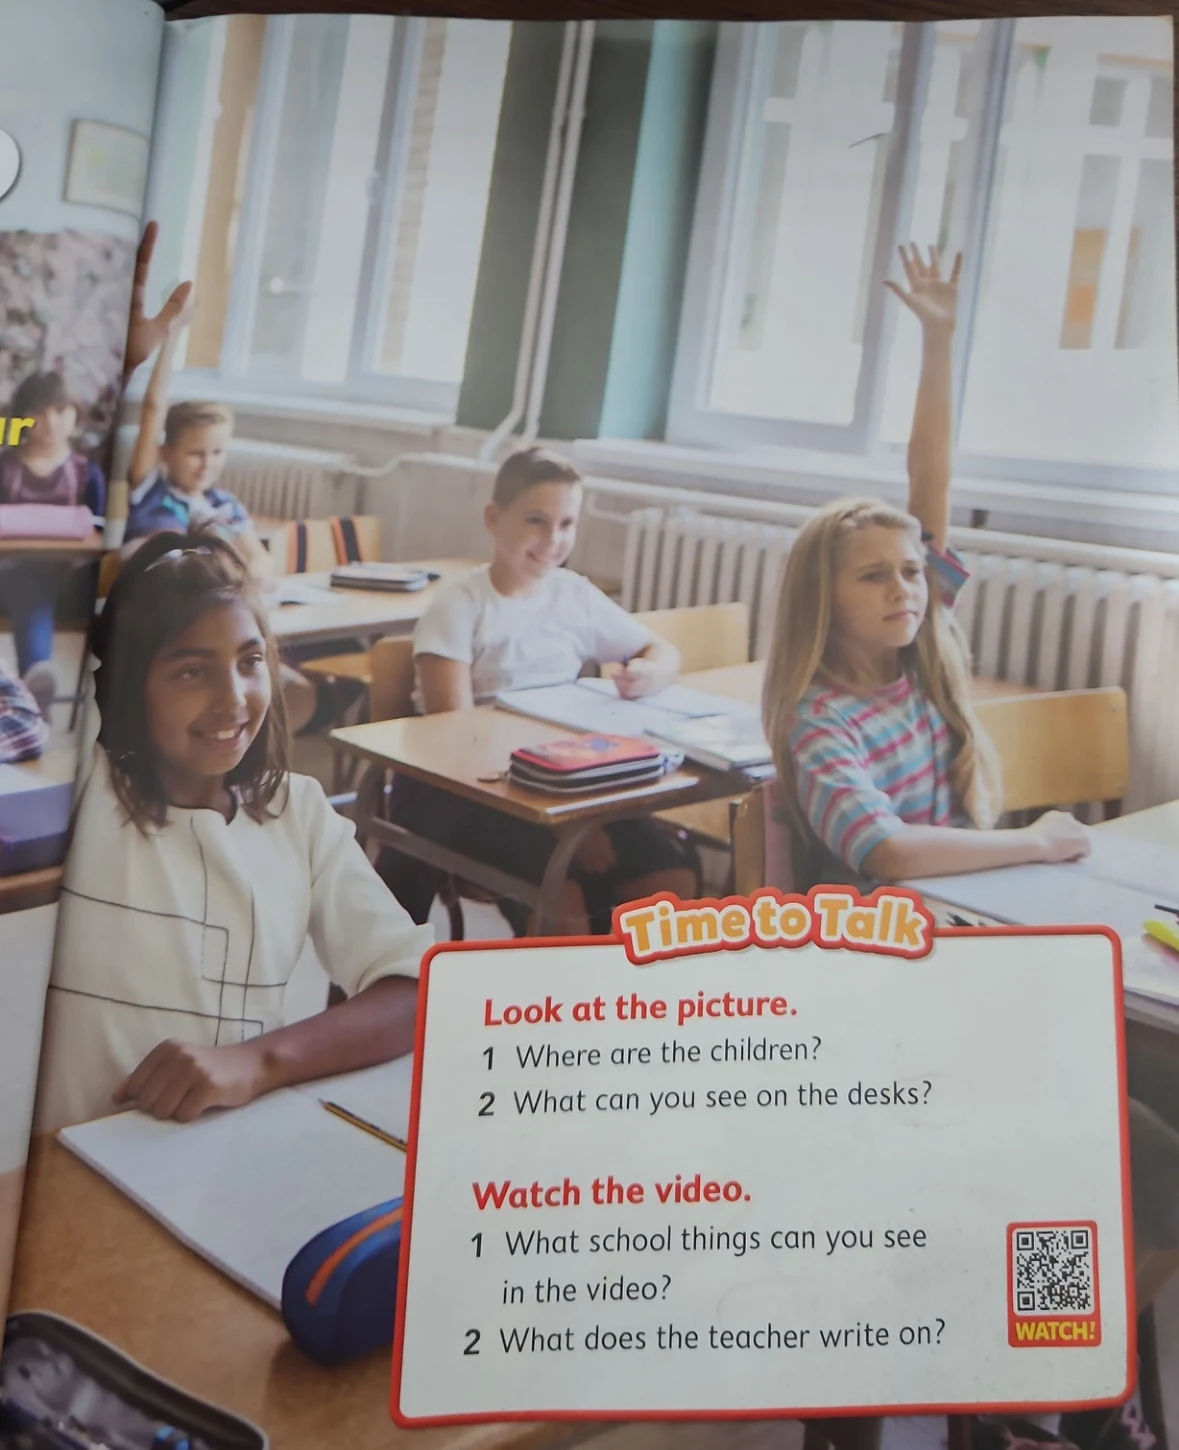 Time to Talk
Look at the picture.
1 Where are the children?
2 What can you see on the desks?
Watch the video.
1 What school things can you see
in the video?
2 What does the teacher write on?
WATCH!